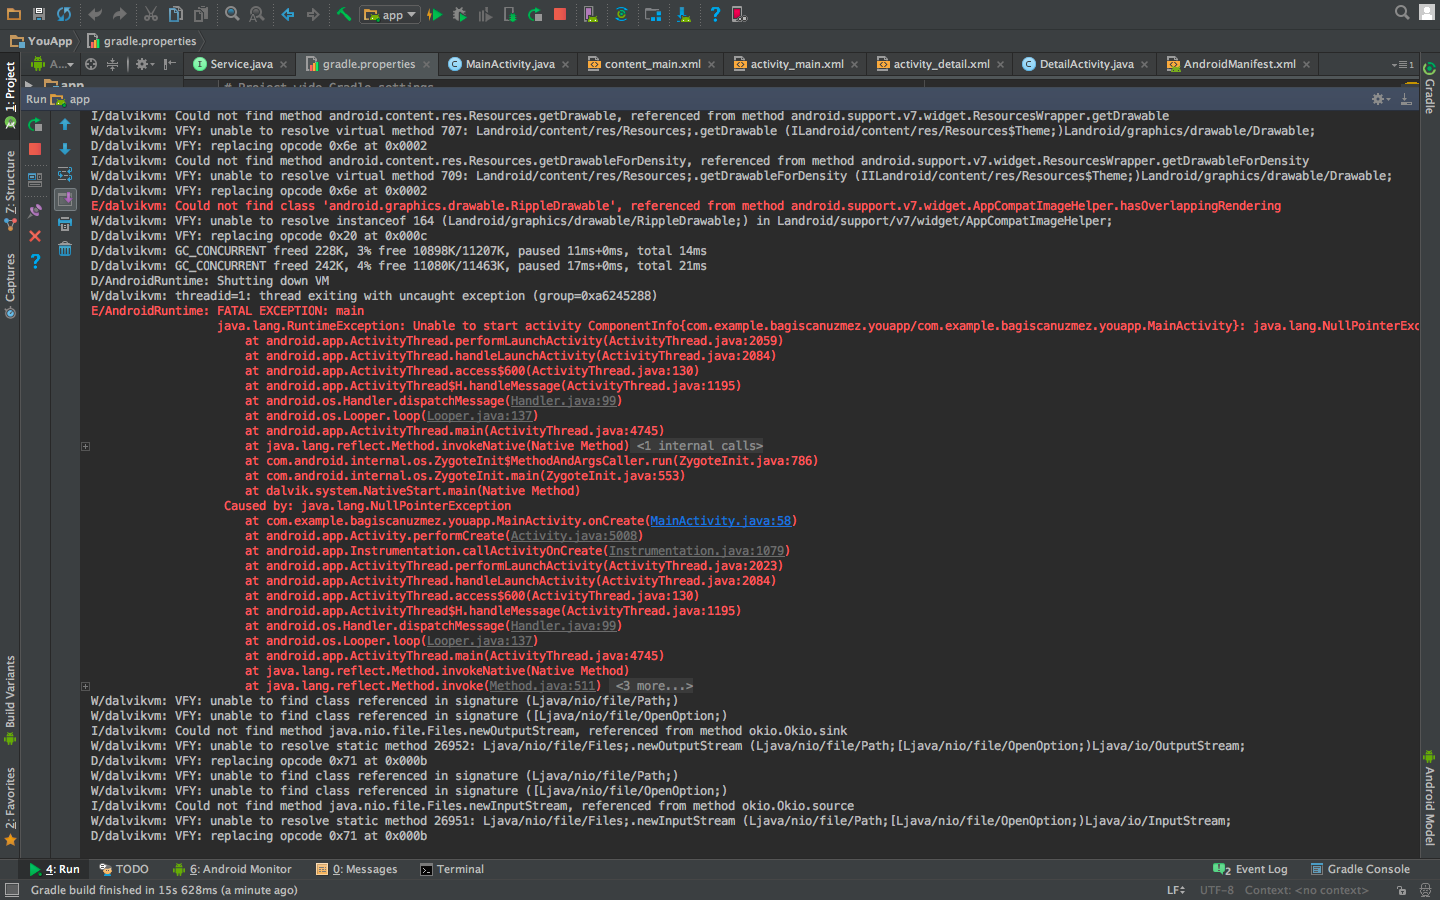 app
YouApp
gradle.properties
A...
Service.java
gradle.properties
MainActivity.java
content_main.xml
activity_main.xml
activity_detail.xml
DetailActivity.java
AndroidManifest.xml
1
app
# Project-wide Gradle settings
Run app
I/dalvikvm: Could not find method android.content.res.Resources.getDrawable, referenced from method android.support.v7.widget.ResourcesWrapper.getDrawable
W/dalvikvm: VFY: unable to resolve virtual method 707: Landroid/content/res/Resources;.getDrawable (ILandroid/content/res/Resources$Theme;)Landroid/graphics/drawable/Drawable;
D/dalvikvm: VFY: replacing opcode 0x6e at 0x0002
I/dalvikvm: Could not find method android.content.res.Resources.getDrawableForDensity, referenced from method android.support.v7.widget.ResourcesWrapper.getDrawableForDensity
W/dalvikvm: VFY: unable to resolve virtual method 709: Landroid/content/res/Resources;.getDrawableForDensity (IILandroid/content/res/Resources$Theme;)Landroid/graphics/drawable/Drawable;
D/dalvikvm: VFY: replacing opcode 0x6e at 0x0002
E/dalvikvm: Could not find class 'android.graphics.drawable.RippleDrawable', referenced from method android.support.v7.widget.AppCompatImageHelper.hasOverlappingRendering
W/dalvikvm: VFY: unable to resolve instanceof 164 (Landroid/graphics/drawable/RippleDrawable;) in Landroid/support/v7/widget/AppCompatImageHelper;
D/dalvikvm: VFY: replacing opcode 0x20 at 0x000c
D/dalvikvm: GC_CONCURRENT freed 228K, 3% free 10898K/11207K, paused 11ms+0ms, total 14ms
D/dalvikvm: GC_CONCURRENT freed 242K, 4% free 11080K/11463K, paused 17ms+0ms, total 21ms
D/AndroidRuntime: Shutting down VM
W/dalvikvm: threadid=1: thread exiting with uncaught exception (group=0xa6245288)
E/AndroidRuntime: FATAL EXCEPTION: main
java.lang.RuntimeException: Unable to start activity ComponentInfo{com.example.bagiscanuzmez.youapp/com.example.bagiscanuzmez.youapp.MainActivity}: java.lang.NullPointerExc
at android.app.ActivityThread.performLaunchActivity(ActivityThread.java:2059)
at android.app.ActivityThread.handleLaunchActivity(ActivityThread.java:2084)
at android.app.ActivityThread.access$600(ActivityThread.java:130)
at android.app.ActivityThread$H.handleMessage(ActivityThread.java:1195)
at android.os.Handler.dispatchMessage(Handler.java:99)
at android.os.Looper.loop(Looper.java:137)
at android.app.ActivityThread.main(ActivityThread.java:4745)
at java.lang.reflect.Method.invokeNative(Native Method) <1 internal calls>
at com.android.internal.os.ZygoteInit$MethodAndArgsCaller.run(ZygoteInit.java:786)
at com.android.internal.os.ZygoteInit.main(ZygoteInit.java:553)
at dalvik.system.NativeStart.main(Native Method)
Caused by: java.lang.NullPointerException
at com.example.bagiscanuzmez.youapp.MainActivity.onCreate(MainActivity.java:58)
at android.app.Activity.performCreate(Activity.java:5008)
at android.app.Instrumentation.callActivityOnCreate(Instrumentation.java:1079)
at android.app.ActivityThread.performLaunchActivity(ActivityThread.java:2023)
at android.app.ActivityThread.handleLaunchActivity(ActivityThread.java:2084)
at android.app.ActivityThread.access$600(ActivityThread.java:130)
at android.app.ActivityThread$H.handleMessage(ActivityThread.java:1195)
at android.os.Handler.dispatchMessage(Handler.java:99)
at android.os.Looper.loop(Looper.java:137)
at android.app.ActivityThread.main(ActivityThread.java:4745)
at java.lang.reflect.Method.invokeNative(Native Method)
at java.lang.reflect.Method.invoke(Method.java:511) <3 more...>
W/dalvikvm: VFY: unable to find class referenced in signature (Ljava/nio/file/Path;)
W/dalvikvm: VFY: unable to find class referenced in signature ([Ljava/nio/file/OpenOption;)
I/dalvikvm: Could not find method java.nio.file.Files.newOutputStream, referenced from method okio.Okio.sink
W/dalvikvm: VFY: unable to resolve static method 26952: Ljava/nio/file/Files;.newOutputStream (Ljava/nio/file/Path;[Ljava/nio/file/OpenOption;)Ljava/io/OutputStream;
D/dalvikvm: VFY: replacing opcode 0x71 at 0x000b
W/dalvikvm: VFY: unable to find class referenced in signature (Ljava/nio/file/Path;)
W/dalvikvm: VFY: unable to find class referenced in signature ([Ljava/nio/file/OpenOption;)
I/dalvikvm: Could not find method java.nio.file.Files.newInputStream, referenced from method okio.Okio.source
W/dalvikvm: VFY: unable to resolve static method 26951: Ljava/nio/file/Files;.newInputStream (Ljava/nio/file/Path;[Ljava/nio/file/OpenOption;)Ljava/io/InputStream;
D/dalvikvm: VFY: replacing opcode 0x71 at 0x000b
1: Project
Z: Structure
Captures
Build Variants
2: Favorites
Gradle
Android Model
4: Run
TODO
6: Android Monitor
0: Messages
Terminal
2 Event Log
Gradle Console
Gradle build finished in 15s 628ms (a minute ago)
LF
UTF-8
Context: <no context>